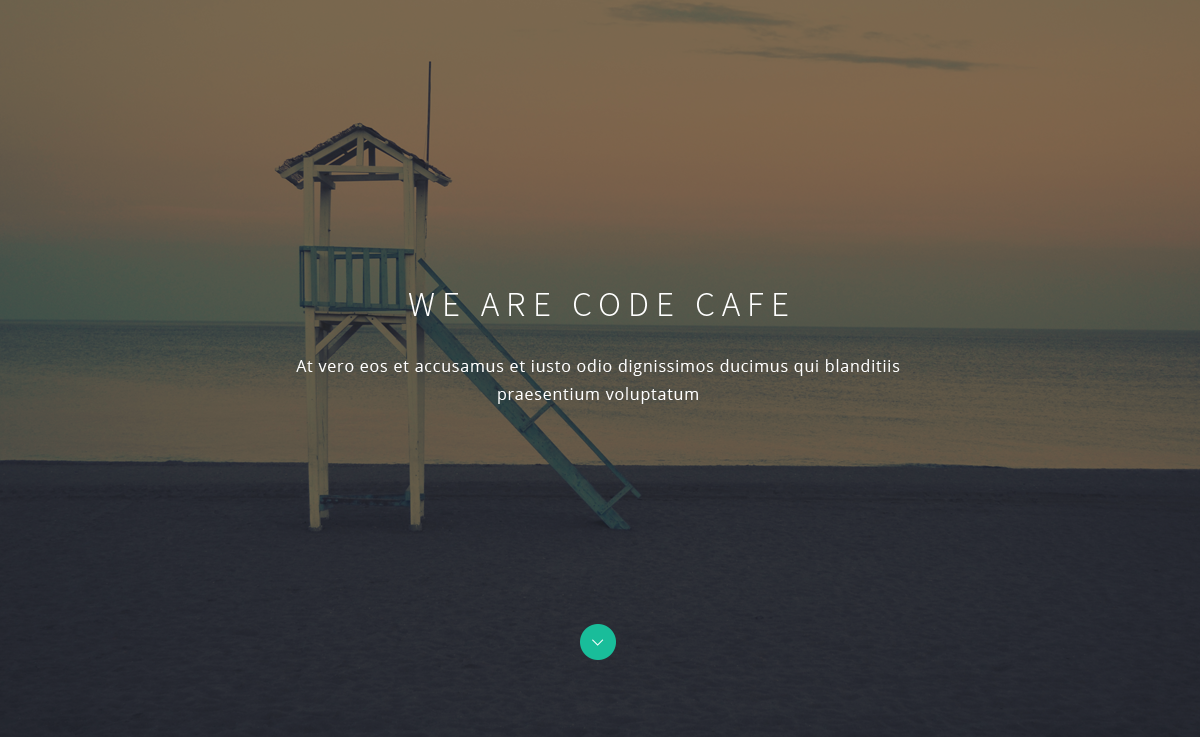 WE ARE CODE CAFE
At vero eos et accusamus et iusto odio dignissimos ducimus qui blanditiis
praesentium voluptatum